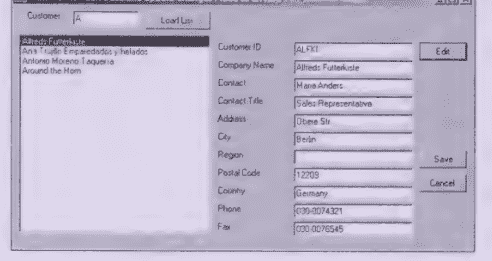 Customer A Load List
Alfreds Futterkiste
Ana Trujillo Emparedados y helados
Antonio Moreno Taqueria
Around the Horn
Customer ID ALFKI Edit
Company Name Alfreds Futterkiste
Contact Maria Anders
Contact Title Sales Representative
Address Obere Str.
City Berlin
Region Save
Postal Code 12209
Country Germany Cancel
Phone 030-0074321
Fax 030-0076545